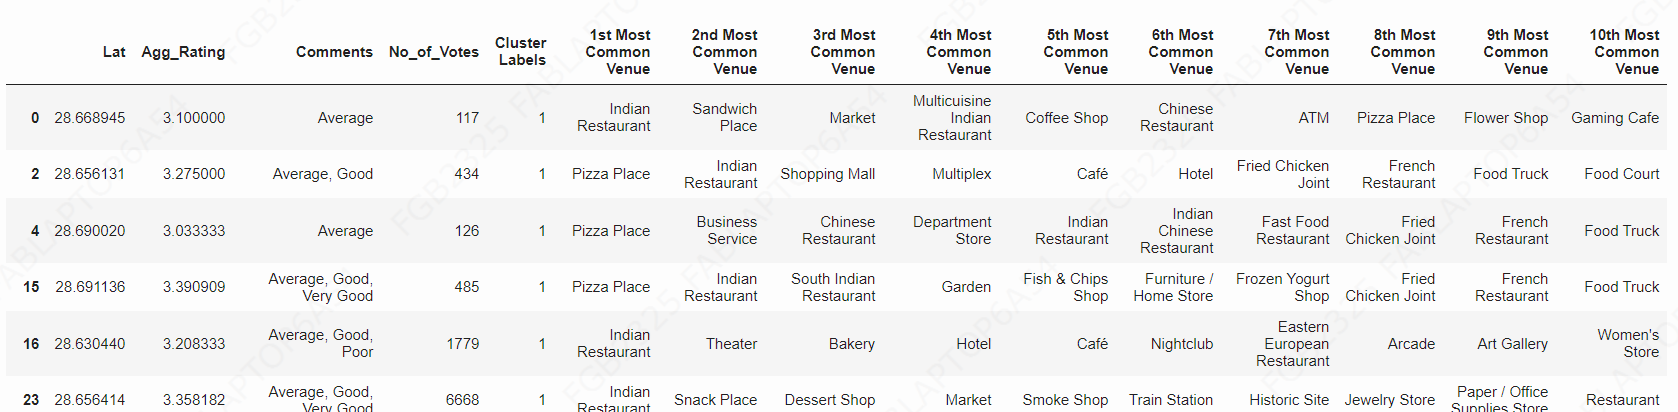 Lat Agg_Rating Comments No_of_Votes Cluster Labels 1st Most Common Venue 2nd Most Common Venue 3rd Most Common Venue 4th Most Common Venue 5th Most Common Venue 6th Most Common Venue 7th Most Common Venue 8th Most Common Venue 9th Most Common Venue 10th Most Common Venue
0 28.668945 3.100000 Average 117 1 Indian Restaurant Sandwich Place Market Multicuisine Indian Restaurant Coffee Shop Chinese Restaurant ATM Pizza Place Flower Shop Gaming Cafe
2 28.656131 3.275000 Average, Good 434 1 Pizza Place Indian Restaurant Shopping Mall Multiplex Café Hotel Fried Chicken Joint French Restaurant Food Truck Food Court
4 28.690020 3.033333 Average 126 1 Pizza Place Business Service Chinese Restaurant Department Store Indian Restaurant Indian Chinese Restaurant Fast Food Restaurant Fried Chicken Joint French Restaurant Food Truck
15 28.691136 3.390909 Average, Good, Very Good 485 1 Pizza Place Indian Restaurant South Indian Restaurant Garden Fish & Chips Shop Furniture / Home Store Frozen Yogurt Shop Fried Chicken Joint French Restaurant Food Truck
16 28.630440 3.208333 Average, Good, Poor 1779 1 Indian Restaurant Theater Bakery Hotel Café Nightclub Eastern European Restaurant Arcade Art Gallery Women's Store
23 28.656414 3.358182 Average, Good, Very Good 6668 1 Indian Restaurant Snack Place Dessert Shop Market Smoke Shop Train Station Historic Site Jewelry Store Paper / Office Supplies Store Restaurant